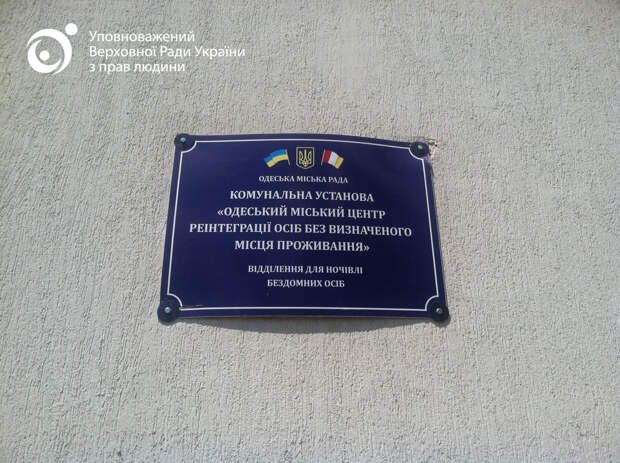 Уповноважений
Верховної Ради України
з прав людини
ОДЕСЬКА МІСЬКА РАДА
КОМУНАЛЬНА УСТАНОВА
«ОДЕСЬКИЙ МІСЬКИЙ ЦЕНТР
РЕІНТЕГРАЦІЇ ОСІБ БЕЗ ВИЗНАЧЕНОГО
МІСЦЯ ПРОЖИВАННЯ»
ВІДДІЛЕННЯ ДЛЯ НОЧІВЛІ
БЕЗДОМНИХ ОСІБ